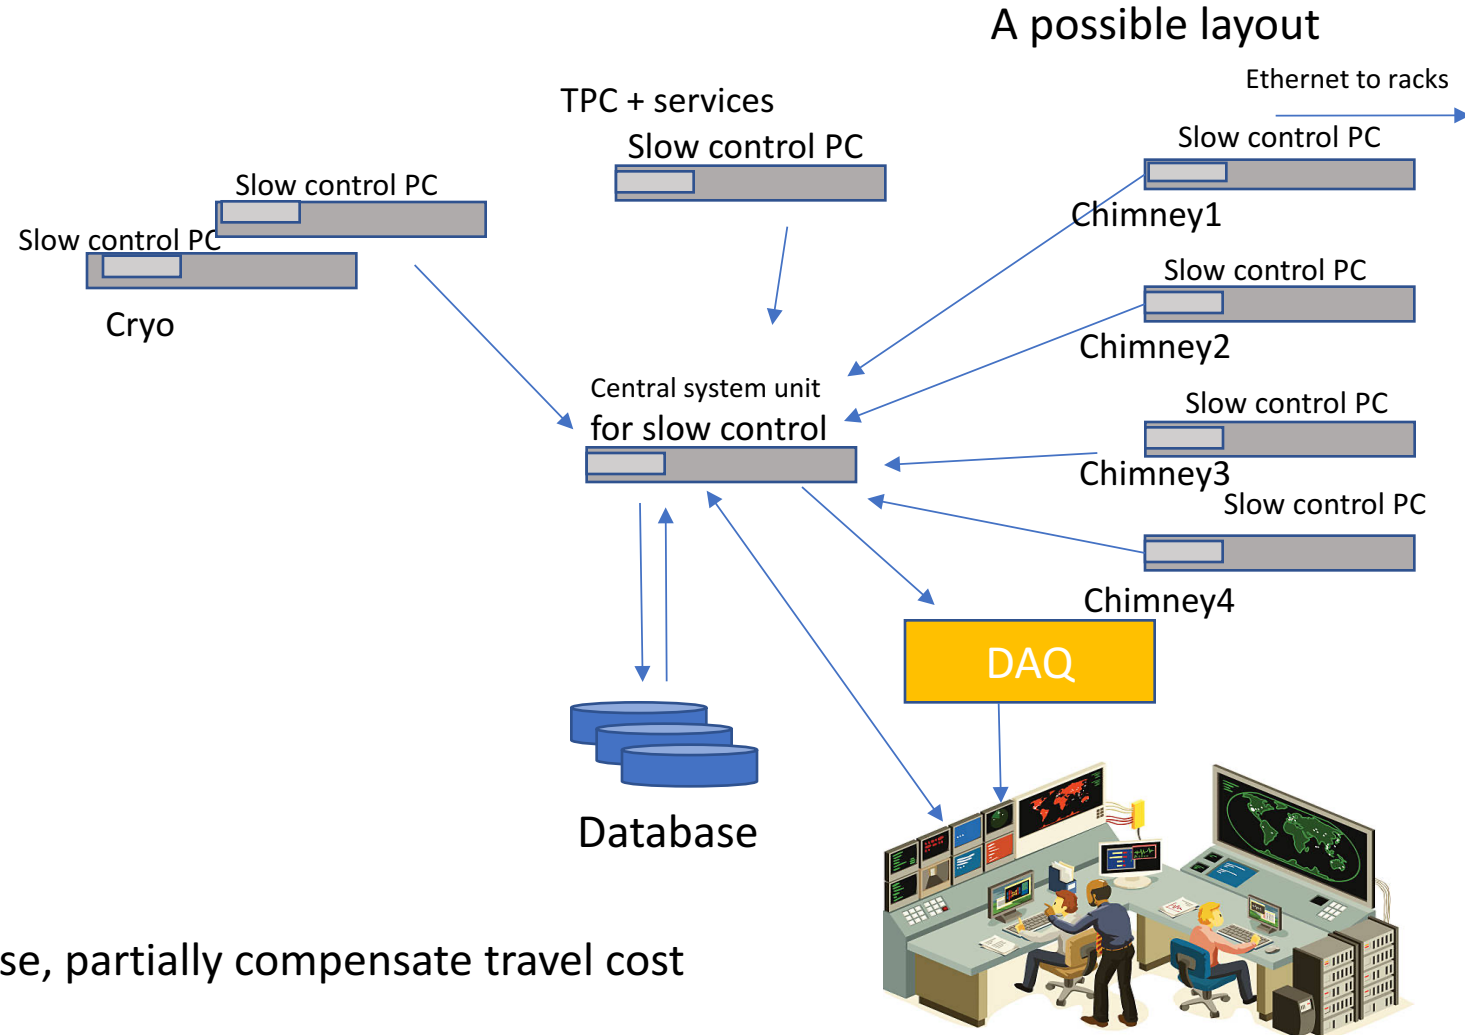 A possible layout
Ethernet to racks
TPC + services
Slow control PC
Slow control PC
Slow control PC
Slow control PC
Cryo
Chimney1
Slow control PC
Chimney2
Central system unit
for slow control
Slow control PC
Chimney3
Slow control PC
Chimney4
DAQ
Database
se, partially compensate travel cost